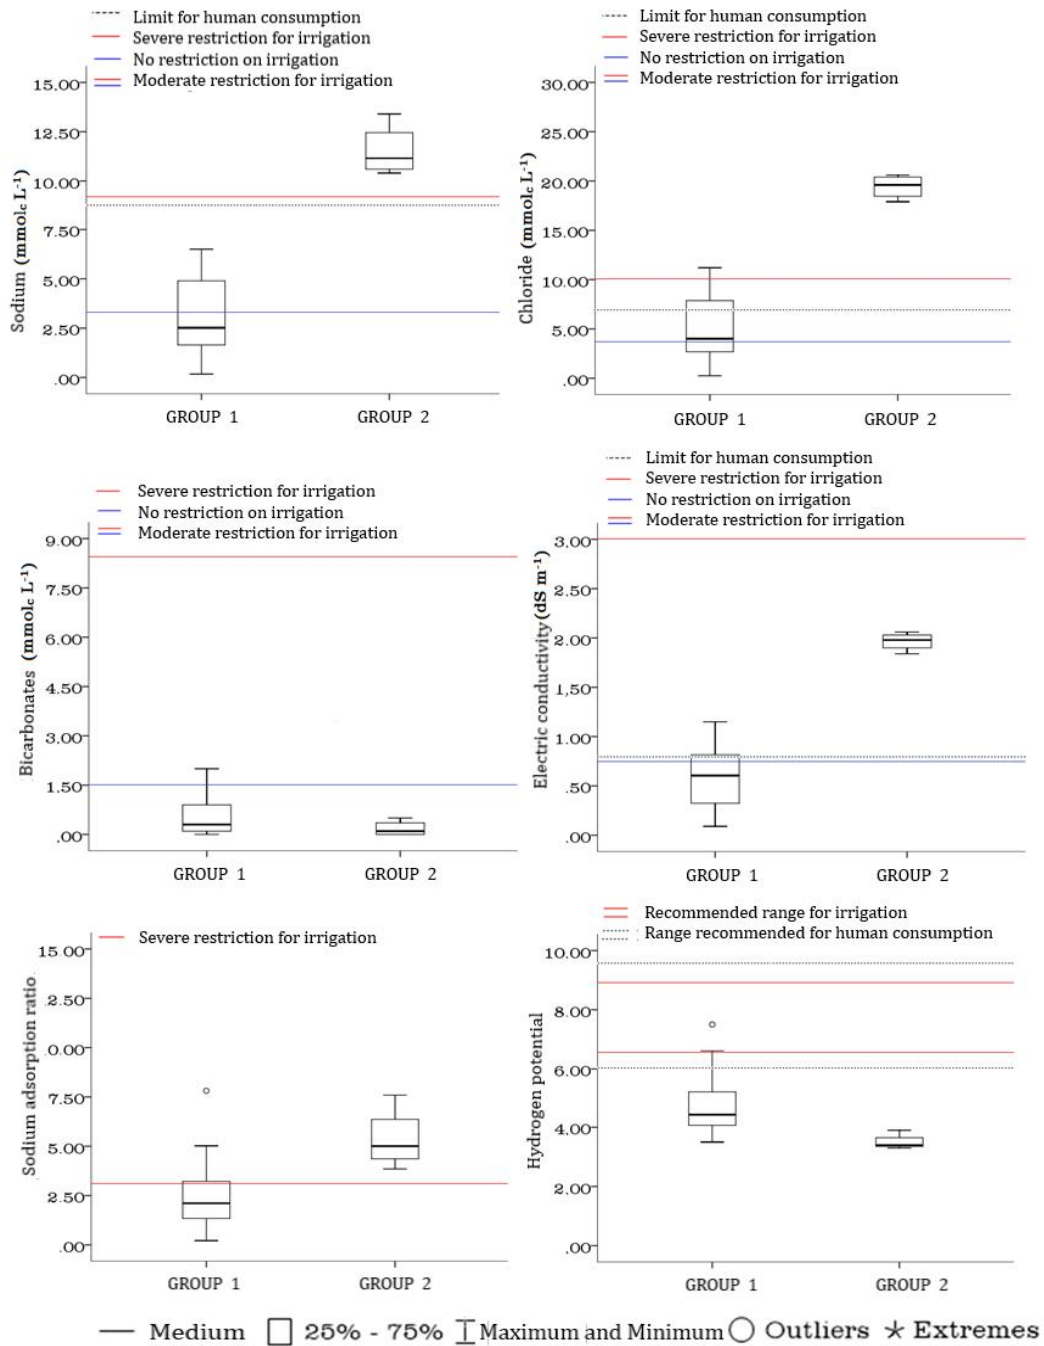 Limit for human consumption
Severe restriction for irrigation
No restriction on irrigation
Moderate restriction for irrigation
15.00
12.50
10.00
7.50
5.00
2.50
.00
Sodium (mmolc L-1)
GROUP 1
GROUP 2
Limit for human consumption
Severe restriction for irrigation
No restriction on irrigation
Moderate restriction for irrigation
30.00
25.00
20.00
15.00
10.00
5.00
.00
Chloride (mmolc L-1)
GROUP 1
GROUP 2
Severe restriction for irrigation
No restriction on irrigation
Moderate restriction for irrigation
9.00
7.50
6.00
4.50
3.00
1.50
.00
Bicarbonates (mmolc L-1)
GROUP 1
GROUP 2
Limit for human consumption
Severe restriction for irrigation
No restriction on irrigation
Moderate restriction for irrigation
3.00
2.50
2.00
1,50
1.00
.50
.00
Electric conductivity (dS m-1)
GROUP 1
GROUP 2
Severe restriction for irrigation
15.00
2.50
0.00
7.50
5.00
2.50
.00
Sodium adsorption ratio
GROUP 1
GROUP 2
Recommended range for irrigation
Range recommended for human consumption
10.00
8.00
6.00
4.00
2.00
.00
Hydrogen potential
GROUP 1
GROUP 2
Medium 25% - 75% Maximum and Minimum Outliers Extremes